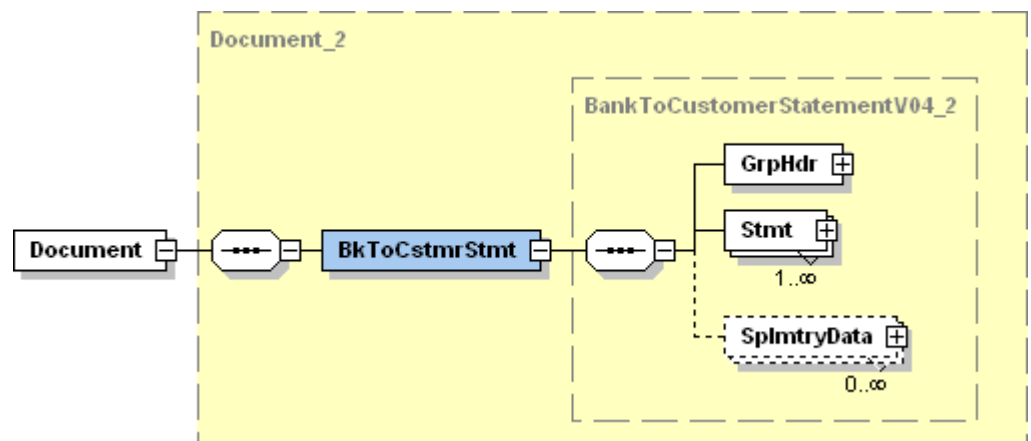 Document_2
BankToCustomerStatementV04_2
GrpHdr
Stmt
1..∞
Document
BkToCstmrStmt
SplmtryData
0..∞